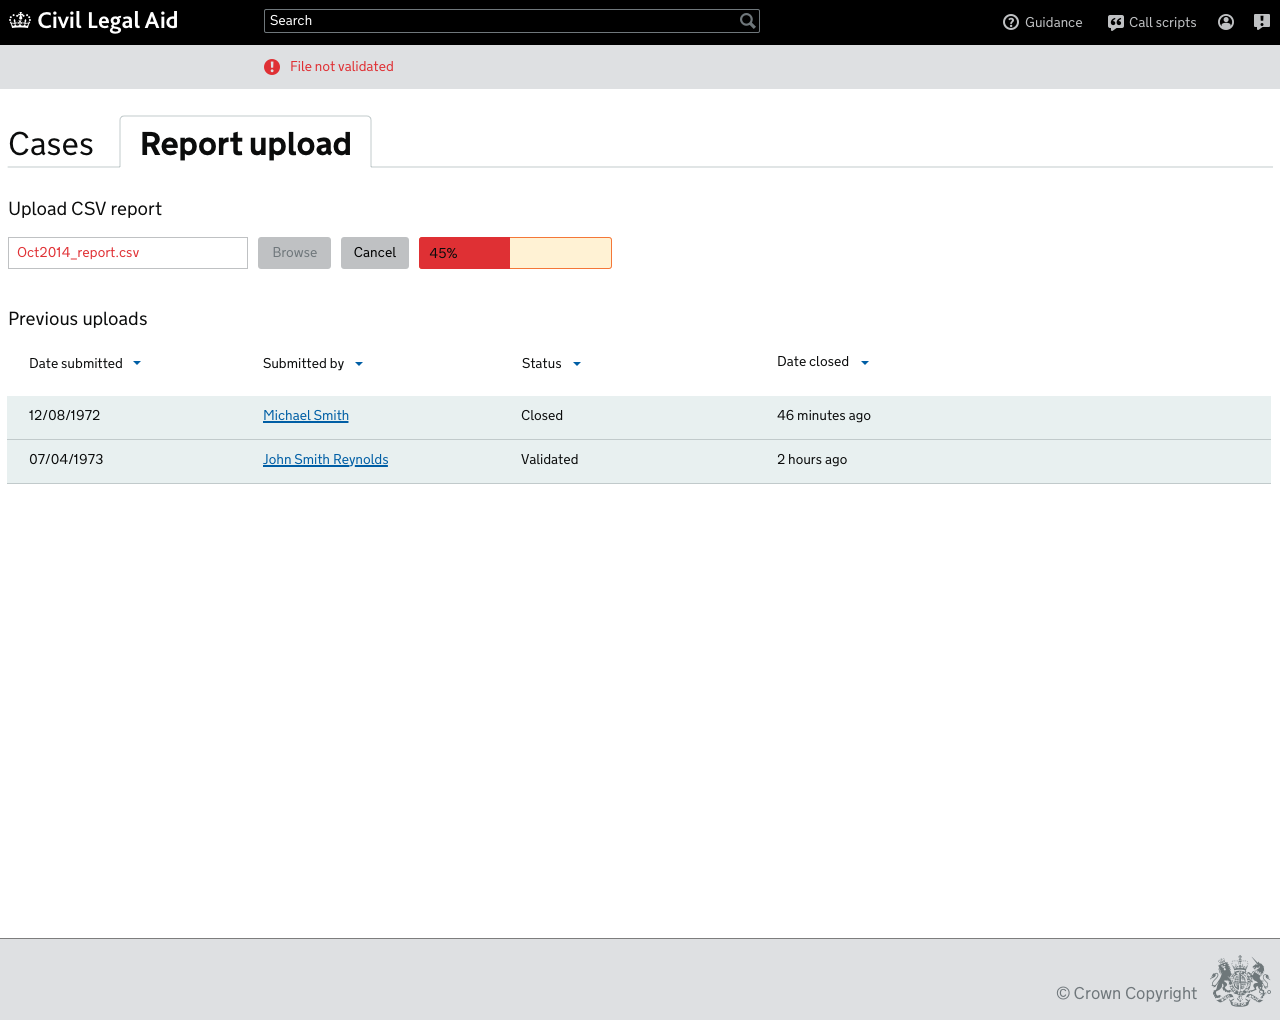 Civil Legal Aid
Search
Guidance
Call scripts
File not validated
Cases
Report upload
Upload CSV report
Oct2014_report.csv
Browse
Cancel
45%
Previous uploads
Date submitted Submitted by Status Date closed
12/08/1972 Michael Smith Closed 46 minutes ago
07/04/1973 John Smith Reynolds Validated 2 hours ago
© Crown Copyright